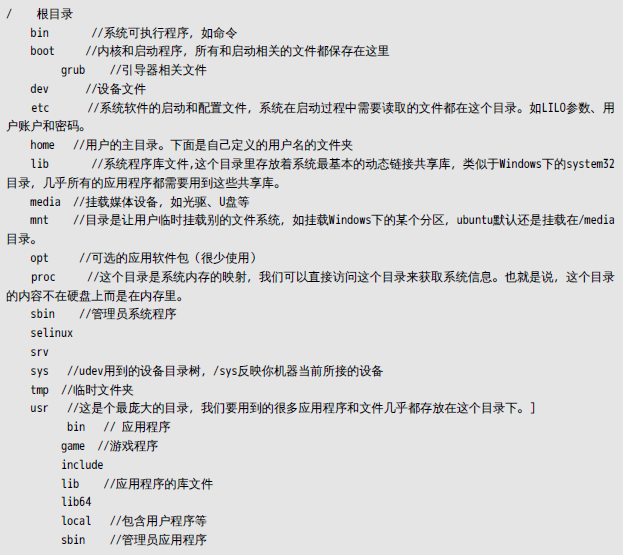 /    根目录
    bin       //系统可执行程序，如命令
    boot     //内核和启动程序，所有和启动相关的文件都保存在这里
         grub    //引导器相关文件
    dev      //设备文件
    etc      //系统软件的启动和配置文件，系统在启动过程中需要读取的文件都在这个目录。如LILO参数、用
户账户和密码。
    home   //用户的主目录。下面是自己定义的用户名的文件夹
    lib       //系统程序库文件,这个目录里存放着系统最基本的动态链接共享库，类似于Windows下的system32
目录，几乎所有的应用程序都需要用到这些共享库。
    media  //挂载媒体设备，如光驱、U盘等
    mnt    //目录是让用户临时挂载别的文件系统，如挂载Windows下的某个分区，ubuntu默认还是挂载在/media
目录。
    opt     //可选的应用软件包（很少使用）
    proc     //这个目录是系统内存的映射，我们可以直接访问这个目录来获取系统信息。也就是说，这个目录
的内容不在硬盘上而是在内存里。
    sbin    //管理员系统程序
    selinux
    srv
    sys   //udev用到的设备目录树，/sys反映你机器当前所接的设备
    tmp  //临时文件夹
    usr   //这是个最庞大的目录，我们要用到的很多应用程序和文件几乎都存放在这个目录下。]
          bin   // 应用程序
         game  //游戏程序
         include
         lib    //应用程序的库文件
         lib64
         local   //包含用户程序等
         sbin    //管理员应用程序